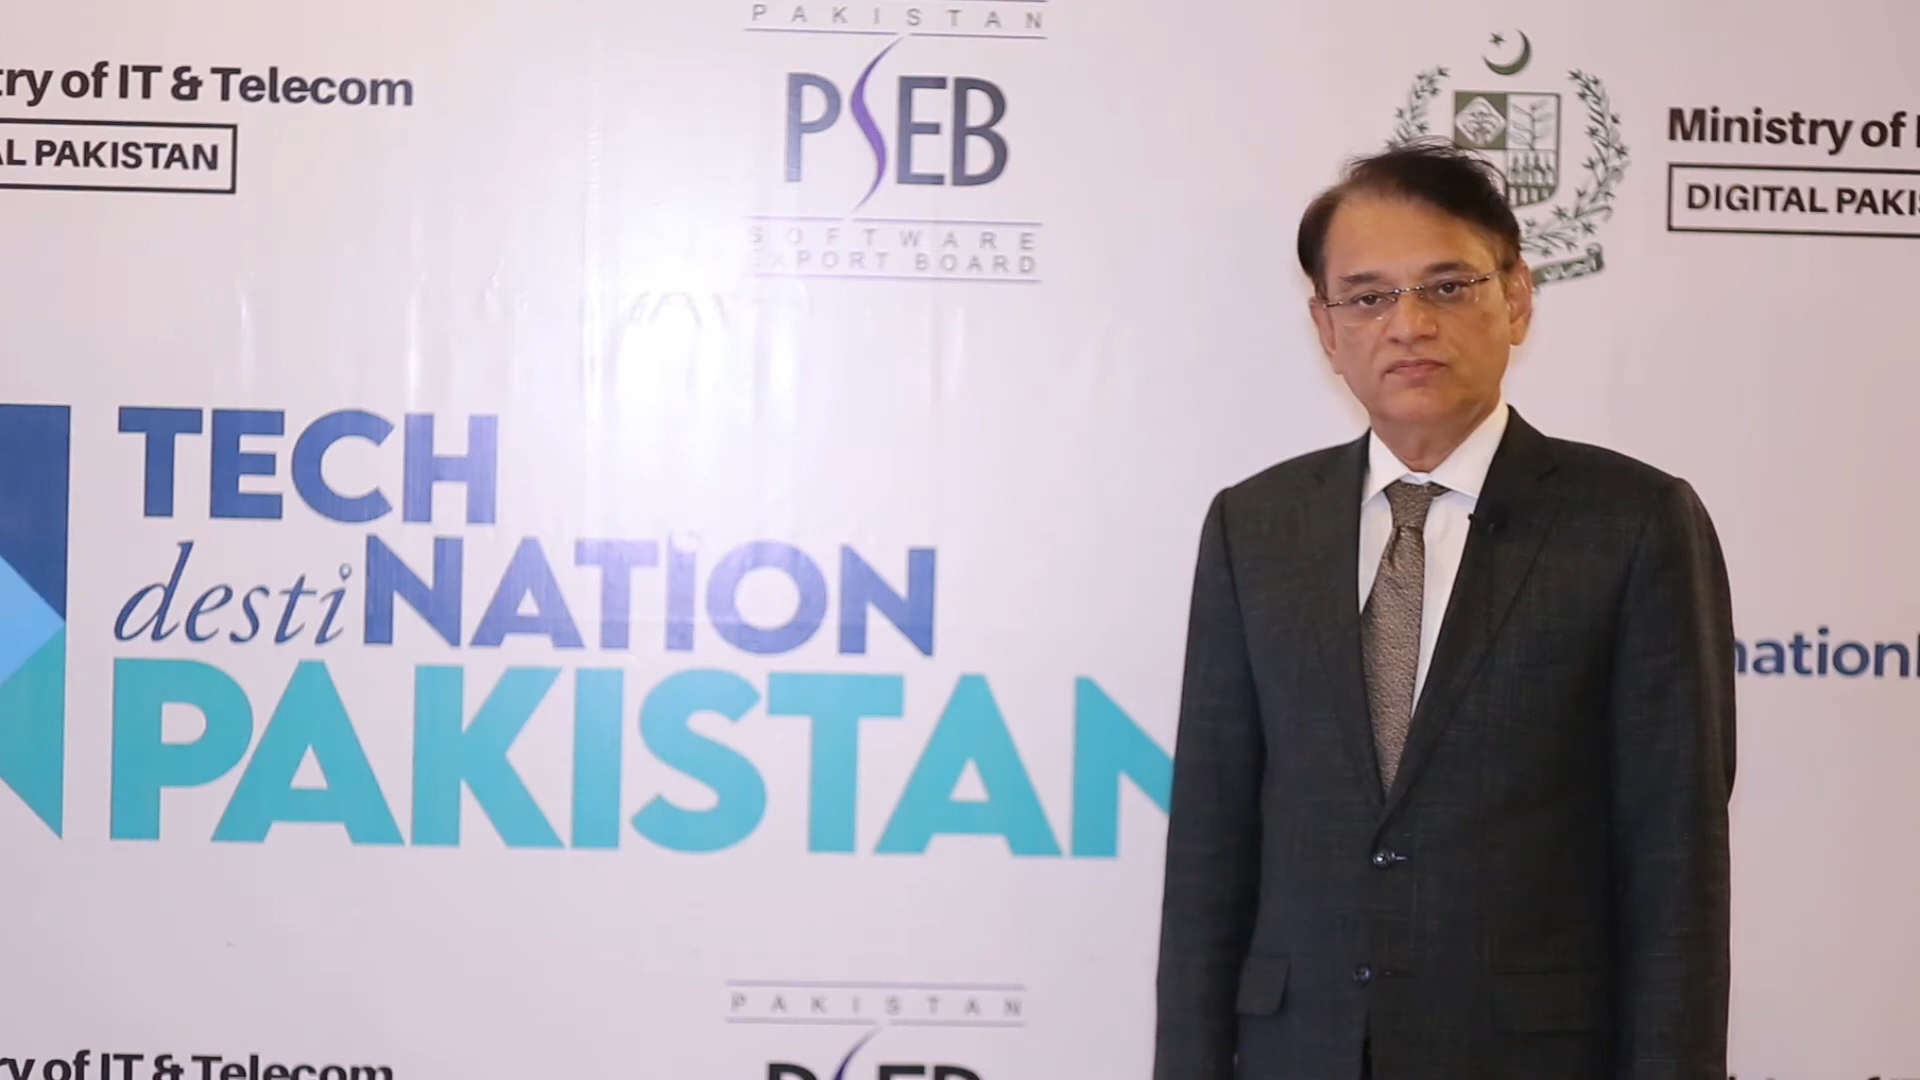 PAKISTAN
PSEB
SOFTWARE
EXPORT BOARD
ry of IT & Telecom
AL PAKISTAN
Ministry of
DIGITAL PAKIS
TECH
destiNATION
PAKISTAN
nation
PAKISTAN
PSEB
ry of IT & Telecom